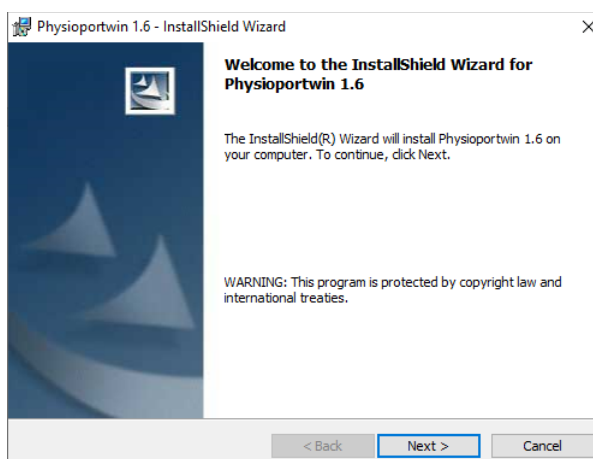 Physioportwin 1.6 - InstallShield Wizard
Welcome to the InstallShield Wizard for
Physioportwin 1.6
The InstallShield(R) Wizard will install Physioportwin 1.6 on
your computer. To continue, click Next.
WARNING: This program is protected by copyright law and
international treaties.
< Back
Next >
Cancel